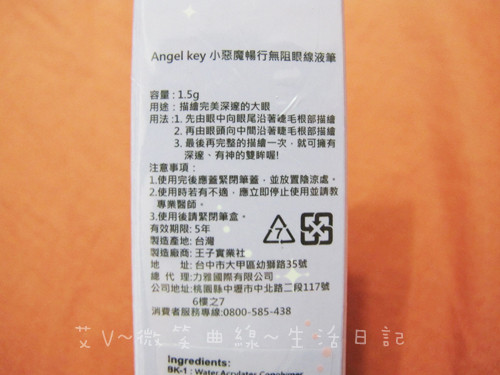 Angel key 小惡魔暢行無阻眼線液筆
容量:1.5g
用途:描繪完美深邃的大眼
用法:1.先由眼中向眼尾沿著睫毛根部描繪
2.再由眼頭向中間沿著睫毛根部描繪
3.最後再完整的描繪一次,就可擁有
深邃、有神的雙眸喔!
注意事項:
1.使用完後應蓋緊閉筆蓋,並放置陰涼處。
2.使用時若有不適,應立即停止使用並請教
專業醫師。
3.使用後請緊閉筆盒。
有效期限:5年
製造產地:台灣
製造廠商:王子實業社
地 址:台中市大甲區幼獅路35號
總 代 理:力雅國際有限公司
公司地址:桃園縣中壢市中北路二段117號
6樓之7
消費者服務專線:0800-585-438
7
艾V~微笑曲線~生活日記
Ingredients:
BK-1 : Water,Acrylates Copolymer